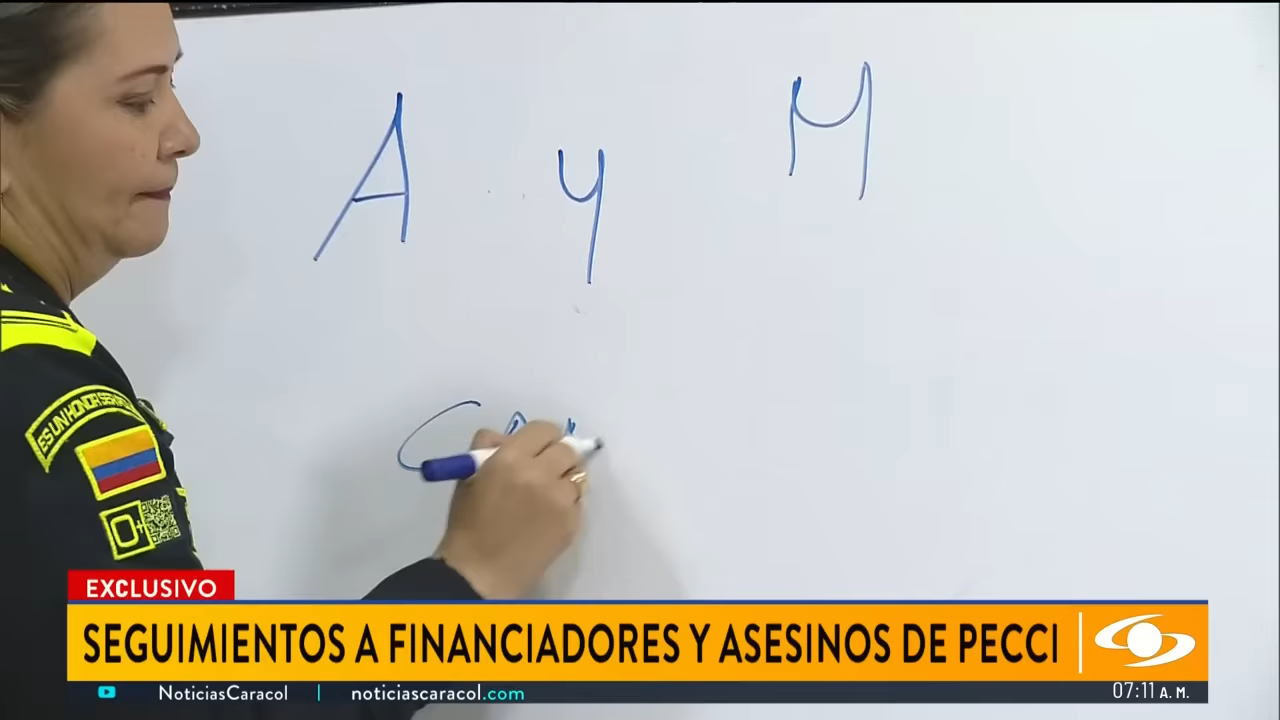 A y M
EXCLUSIVO
SEGUIMIENTOS A FINANCIADORES Y ASESINOS DE PECCI
NoticiasCaracol | noticiascaracol.com
07:11 A. M.
O+